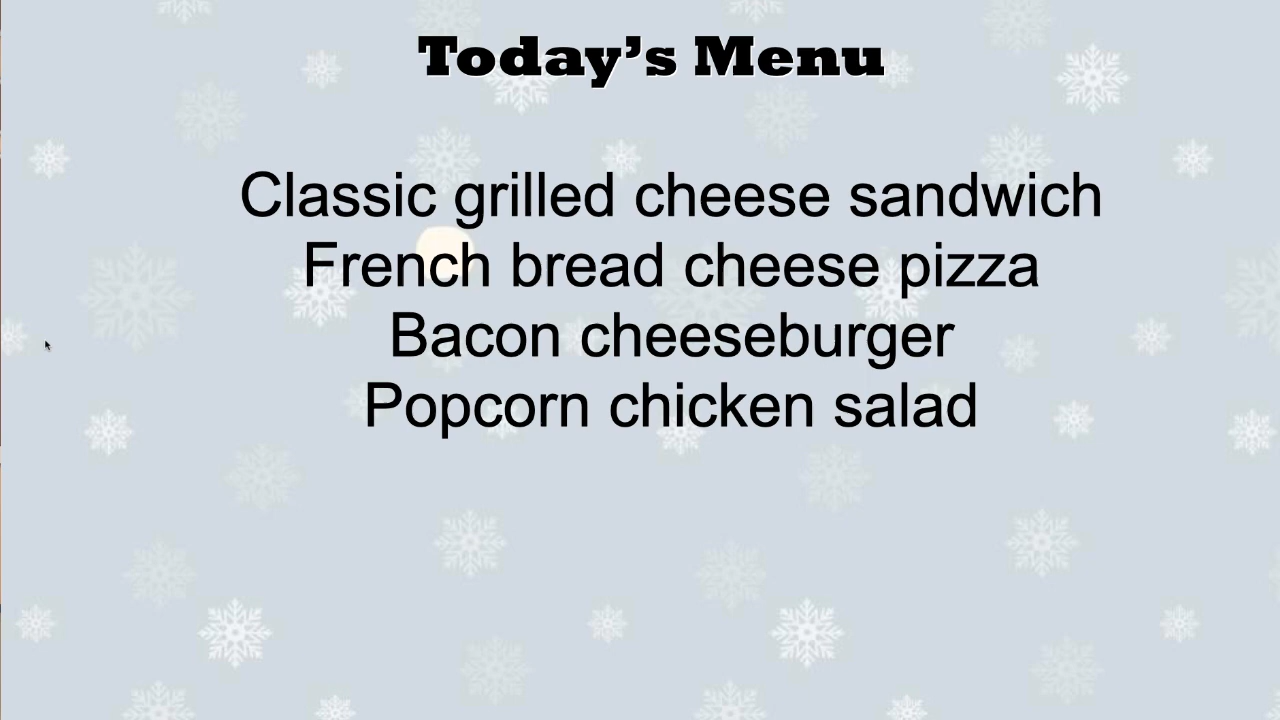 Today’s Menu
Classic grilled cheese sandwich
French bread cheese pizza
Bacon cheeseburger
Popcorn chicken salad